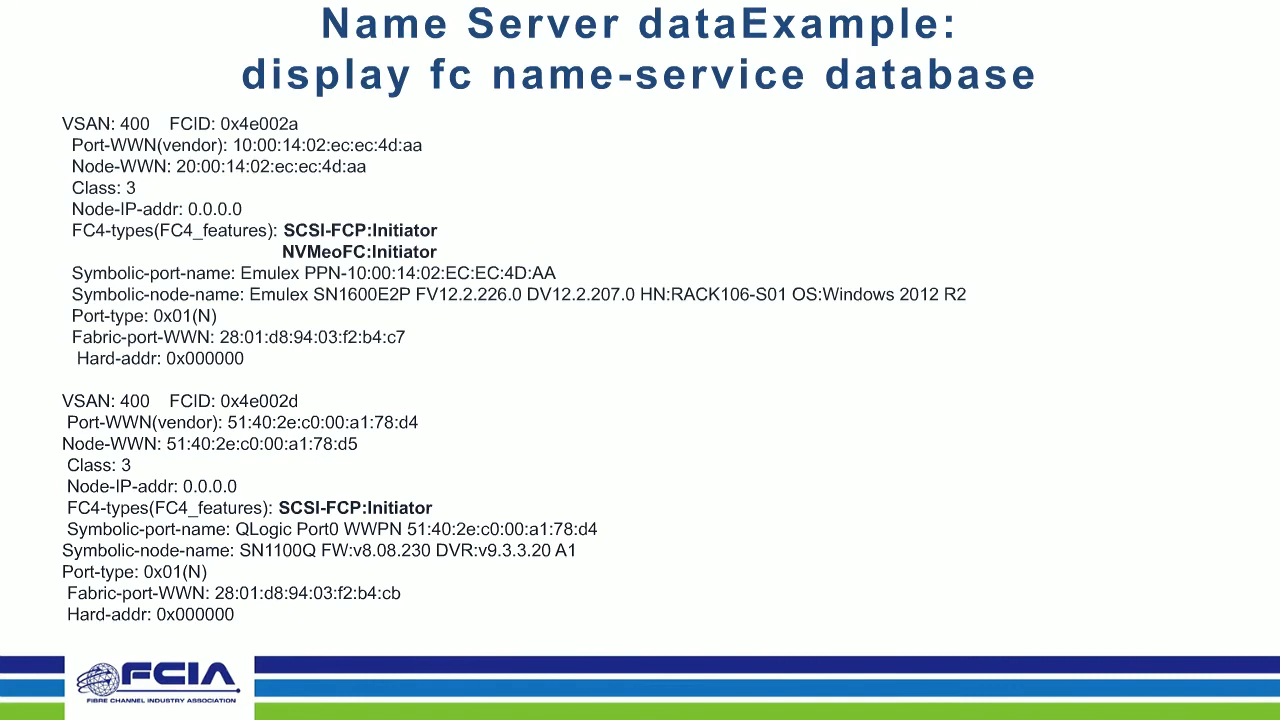 Name Server dataExample:
display fc name-service database
VSAN: 400 FCID: 0x4e002a
Port-WWN(vendor): 10:00:14:02:ec:ec:4d:aa
Node-WWN: 20:00:14:02:ec:ec:4d:aa
Class: 3
Node-IP-addr: 0.0.0.0
FC4-types(FC4_features): SCSI-FCP:Initiator
NVMeoFC:Initiator
Symbolic-port-name: Emulex PPN-10:00:14:02:EC:EC:4D:AA
Symbolic-node-name: Emulex SN1600E2P FV12.2.226.0 DV12.2.207.0 HN:RACK106-S01 OS:Windows 2012 R2
Port-type: 0x01(N)
Fabric-port-WWN: 28:01:d8:94:03:f2:b4:c7
Hard-addr: 0x000000
VSAN: 400 FCID: 0x4e002d
Port-WWN(vendor): 51:40:2e:c0:00:a1:78:d4
Node-WWN: 51:40:2e:c0:00:a1:78:d5
Class: 3
Node-IP-addr: 0.0.0.0
FC4-types(FC4_features): SCSI-FCP:Initiator
Symbolic-port-name: QLogic Port0 WWPN 51:40:2e:c0:00:a1:78:d4
Symbolic-node-name: SN1100Q FW:v8.08.230 DVR:v9.3.3.20 A1
Port-type: 0x01(N)
Fabric-port-WWN: 28:01:d8:94:03:f2:b4:cb
Hard-addr: 0x000000
FCIA
FIBRE CHANNEL INDUSTRY ASSOCIATION